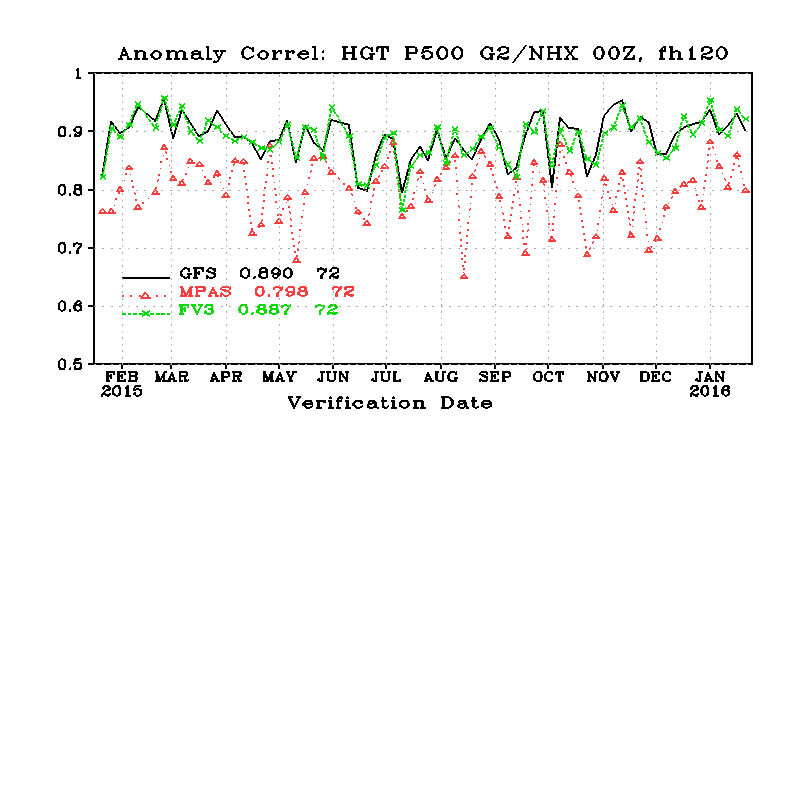 Anomaly Correl: HGT P500 G2/NHX 00Z, fh120
1
0.9
0.8
0.7
0.6
0.5
GFS 0.890 72
MPAS 0.798 72
FV3 0.887 72
FEB MAR APR MAY JUN JUL AUG SEP OCT NOV DEC JAN
2015 2016
Verification Date